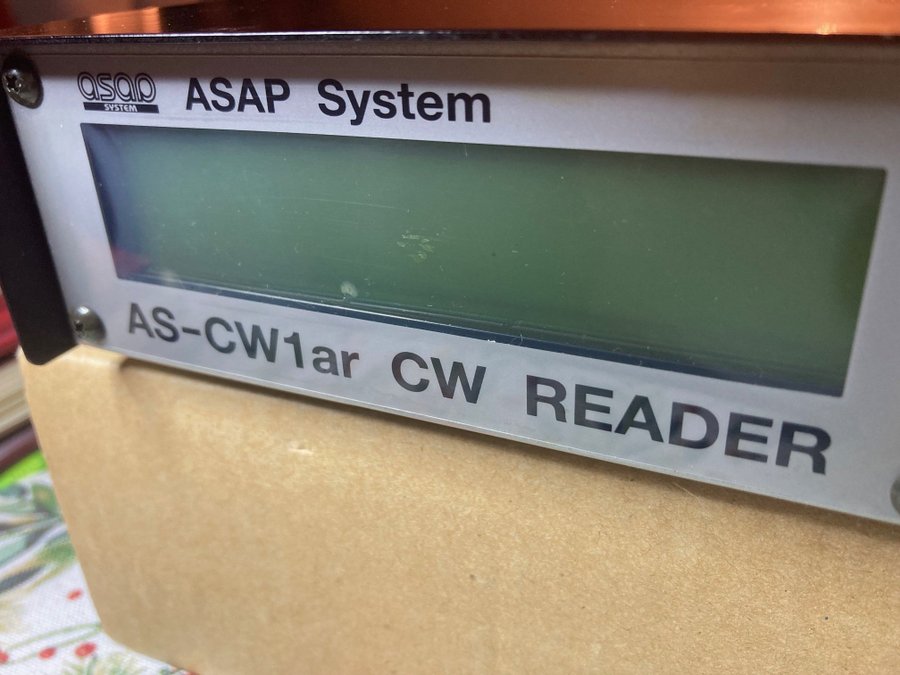 asap ASAP System
SYSTEM
AS-CW1ar CW READER